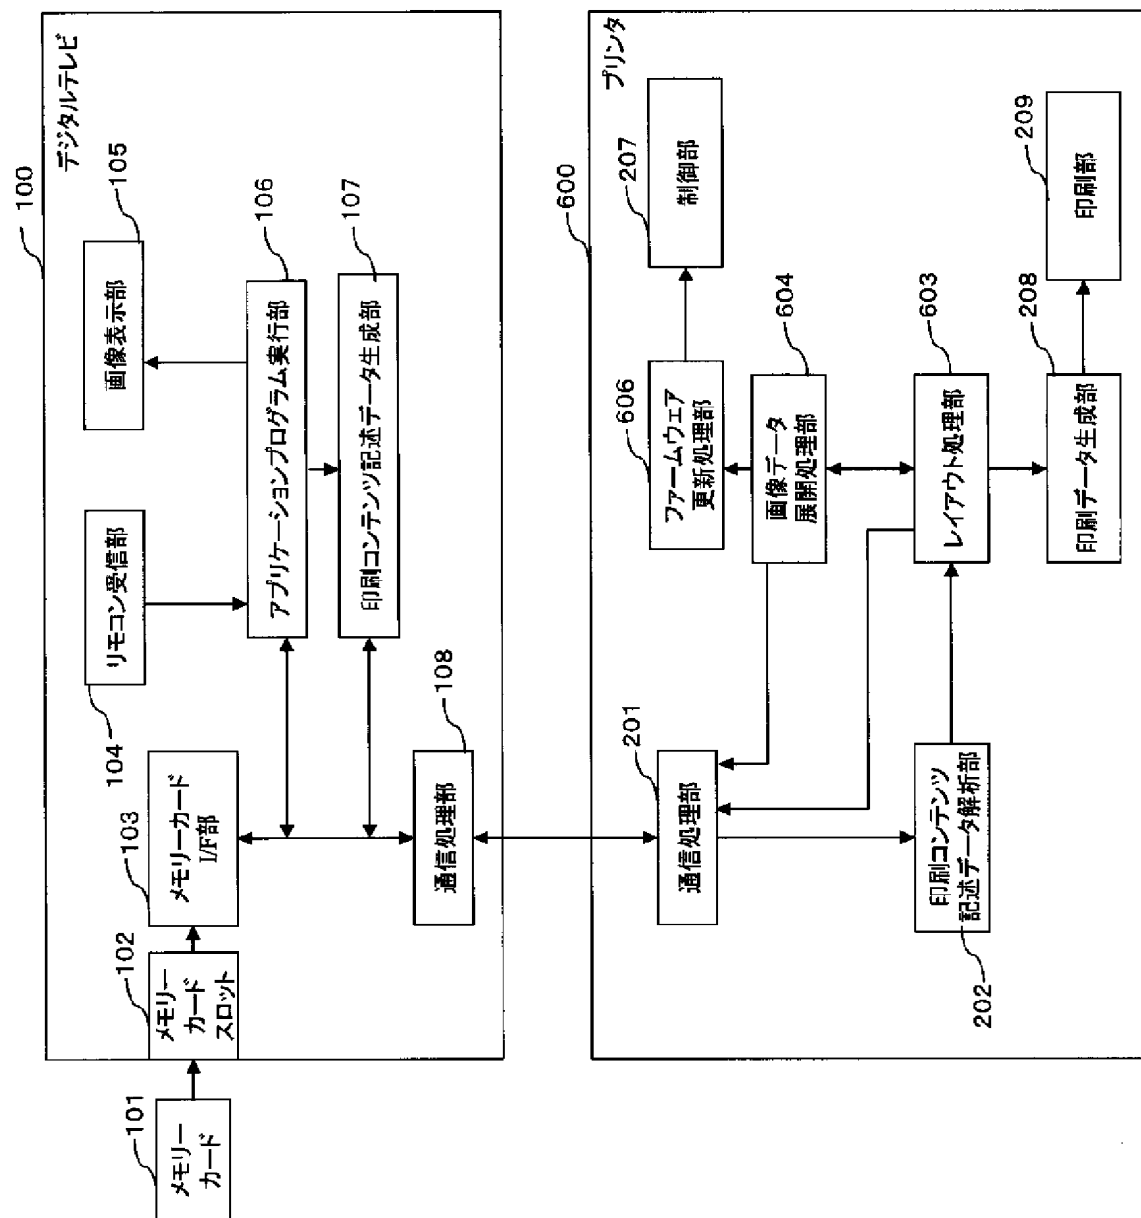 100
デジタルテレビ
101
メモリー
カード
102
メモリー
カード
スロット
103
メモリーカード
I/F部
104
リモコン受信部
105
画像表示部
106
アプリケーションプログラム実行部
107
印刷コンテンツ記述データ生成部
108
通信処理部
600
プリンタ
201
通信処理部
202
印刷コンテンツ
記述データ解析部
606
ファームウェア
更新処理部
207
制御部
604
画像データ
展開処理部
603
レイアウト処理部
208
印刷データ生成部
209
印刷部